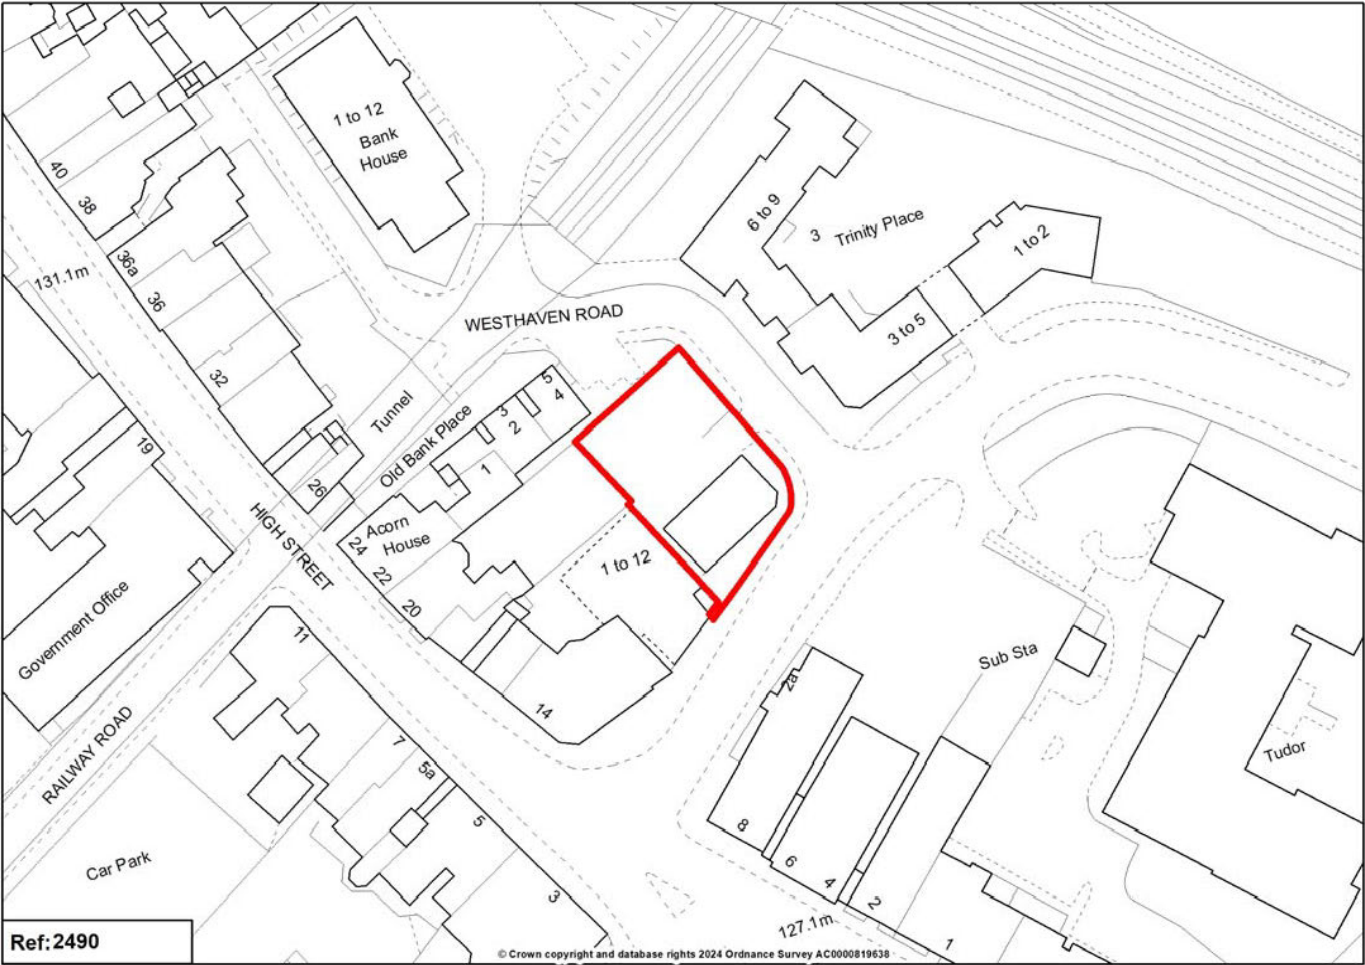 1 to 12
Bank
House
40
38
36a
131.1m
36
32
6 to 9
3
Trinity Place
1 to 2
3 to 5
WESTHAVEN ROAD
Tunnel
Old Bank Place
5
4
3
2
1
19
26
HIGH STREET
Acorn
House
24
22
20
1 to 12
14
Government Office
RAILWAY ROAD
11
7
5a
5
3
Car Park
Sub Sta
2a
8
6
4
2
1
127.1m
Tudor
Ref:2490
© Crown copyright and database rights 2024 Ordnance Survey AC0000819638